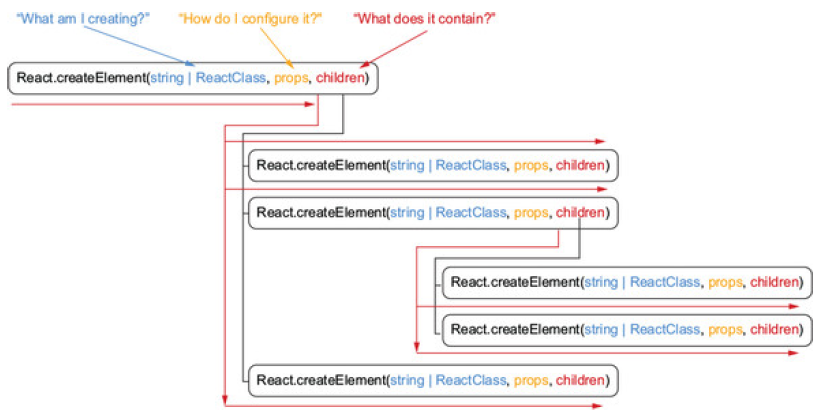 “What am I creating?” “How do I configure it?” “What does it contain?”
React.createElement(string | ReactClass, props, children)
React.createElement(string | ReactClass, props, children)
React.createElement(string | ReactClass, props, children)
React.createElement(string | ReactClass, props, children)
React.createElement(string | ReactClass, props, children)
React.createElement(string | ReactClass, props, children)